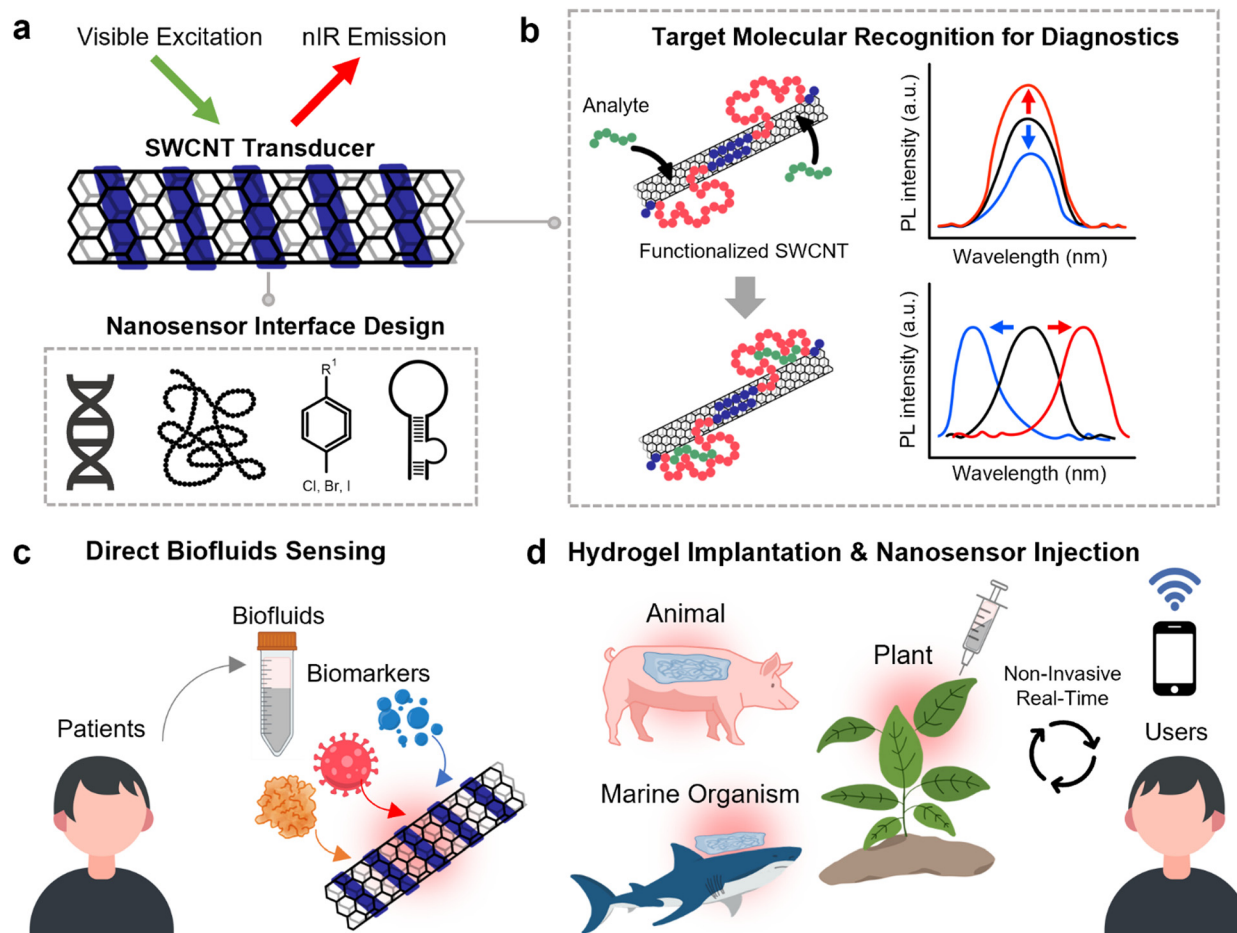 a
Visible Excitation
nIR Emission
SWCNT Transducer
Nanosensor Interface Design
R1
Cl, Br, I
b
Target Molecular Recognition for Diagnostics
Analyte
Functionalized SWCNT
PL intensity (a.u.)
Wavelength (nm)
PL intensity (a.u.)
Wavelength (nm)
c
Direct Biofluids Sensing
Biofluids
Biomarkers
Patients
d
Hydrogel Implantation & Nanosensor Injection
Animal
Plant
Marine Organism
Non-Invasive
Real-Time
Users